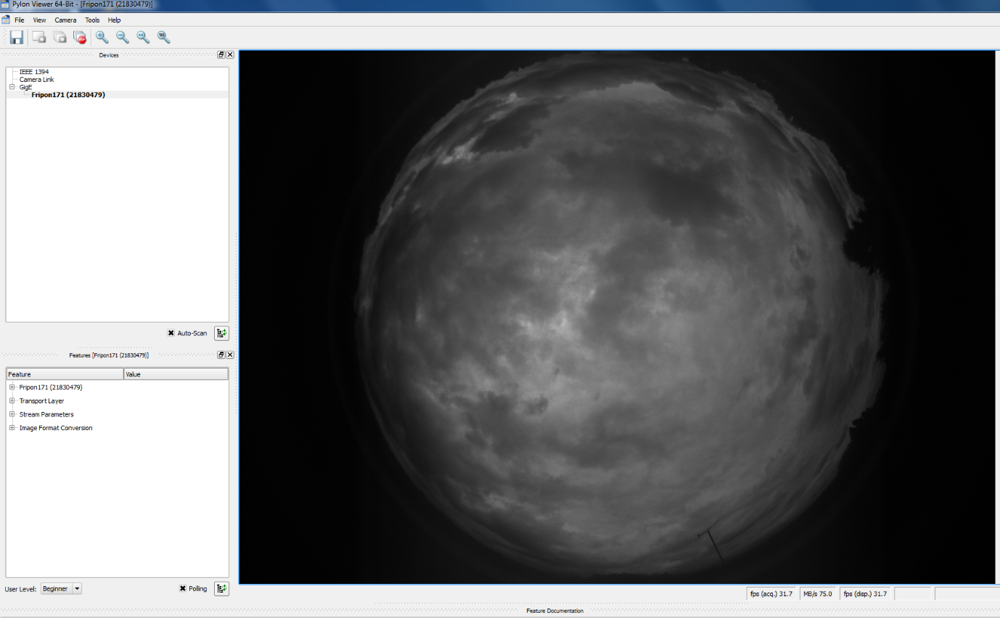 Pylon Viewer 64-Bit - [Fripon171 (21830479)]
File View Camera Tools Help
Devices
IEEE 1394
Camera Link
GigE
Fripon171 (21830479)
Auto-Scan
Features [Fripon171 (21830479)]
Feature Value
Fripon171 (21830479)
Transport Layer
Stream Parameters
Image Format Conversion
User Level: Beginner Polling
fps (acq.) 31.7 MB/s 75.0 fps (disp.) 31.7
Feature Documentation